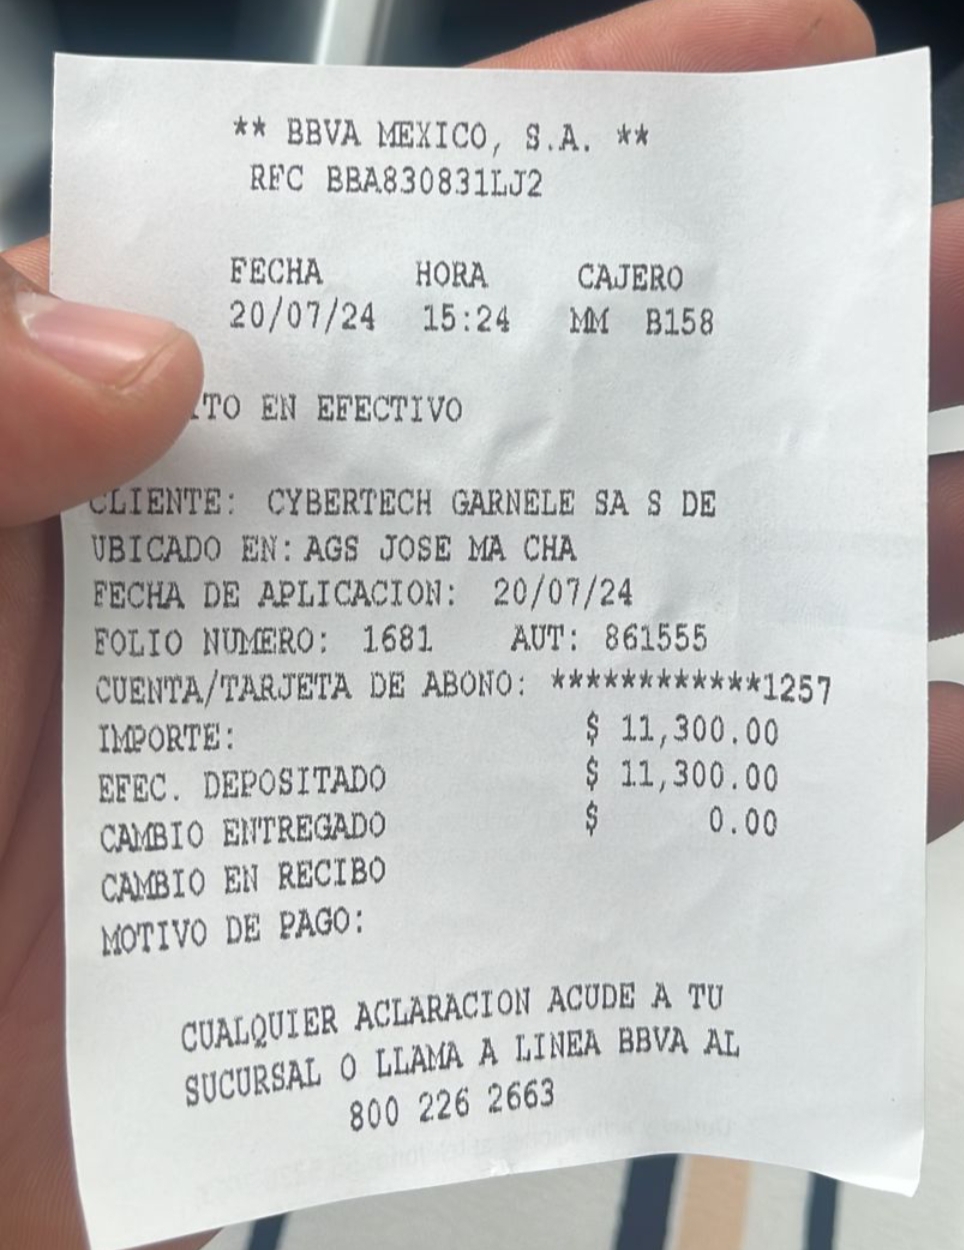 ** BBVA MEXICO, S.A. **
RFC BBA830831LJ2
FECHA HORA CAJERO
20/07/24 15:24 MM B158
EN EFECTIVO
CLIENTE: CYBERTECH GARNELE SA S DE
UBICADO EN: AGS JOSE MA CHA
FECHA DE APLICACION: 20/07/24
FOLIO NUMERO: 1681 AUT: 861555
CUENTA/TARJETA DE ABONO: ************1257
IMPORTE: $ 11,300.00
EFEC. DEPOSITADO $ 11,300.00
CAMBIO ENTREGADO $ 0.00
CAMBIO EN RECIBO
MOTIVO DE PAGO:
CUALQUIER ACLARACION ACUDE A TU
SUCURSAL O LLAMA A LINEA BBVA AL
800 226 2663